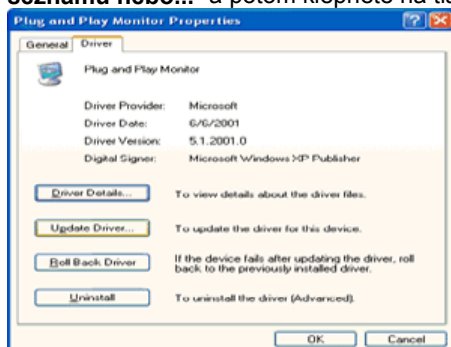 seznamu nebo..." a potom klepněte na
Plug and Play Monitor Properties
General Driver
Plug and Play Monitor
Driver Provider: Microsoft
Driver Date: 6/6/2001
Driver Version: 5.1.2001.0
Digital Signer: Microsoft Windows XP Publisher
Driver Details... To view details about the driver files.
Update Driver... To update the driver for this device.
Roll Back Driver If the device fails after updating the driver, roll
back to the previously installed driver.
Uninstall To uninstall the driver (Advanced).
OK Cancel